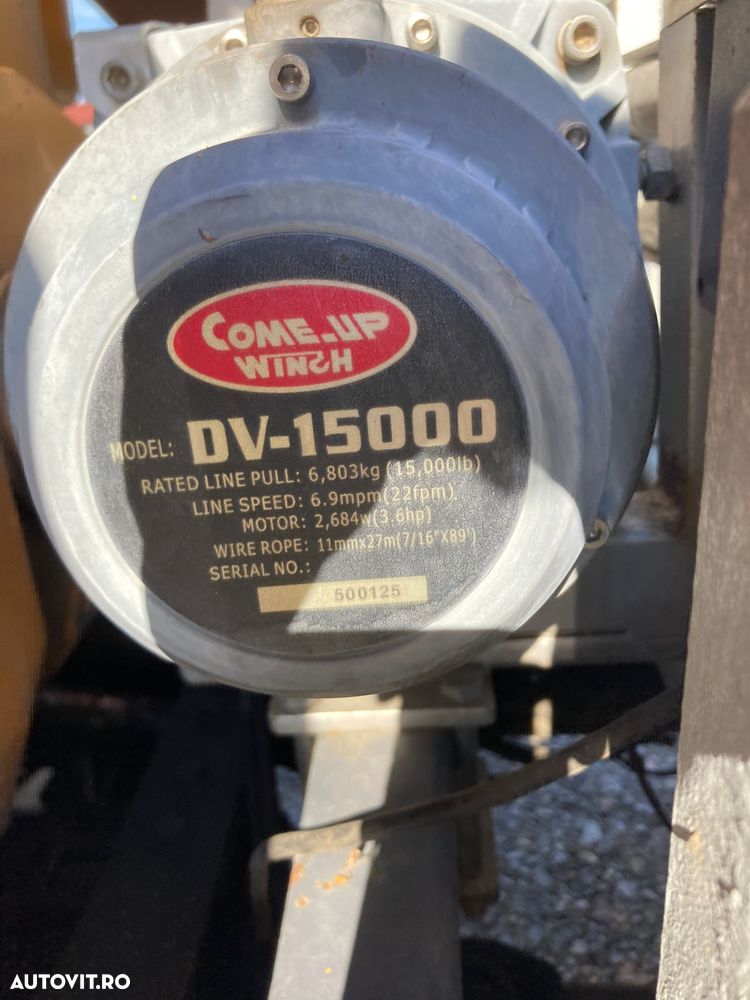 COME-UP
WINCH
MODEL: DV-15000
RATED LINE PULL: 6,803kg (15,000lb)
LINE SPEED: 6.9mpm(22fpm).
MOTOR: 2,684w(3.6hp)
WIRE ROPE: 11mmx27m(7/16"X89')
SERIAL NO.:
500125
AUTOVIT.RO